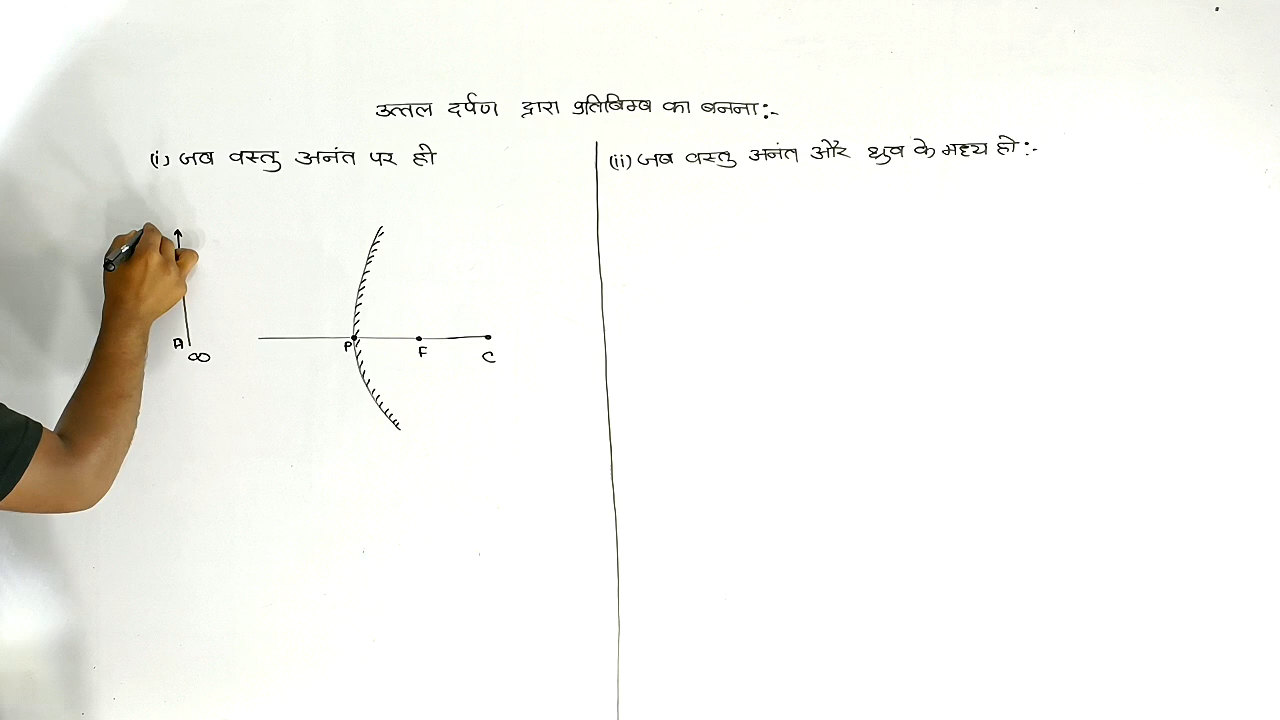 उत्तल दर्पण द्वारा प्रतिबिम्ब का बनना:-
(i) जब वस्तु अनंत पर हो
(ii) जब वस्तु अनंत और ध्रुव के मध्य हो:-
A
∞
P
F
C